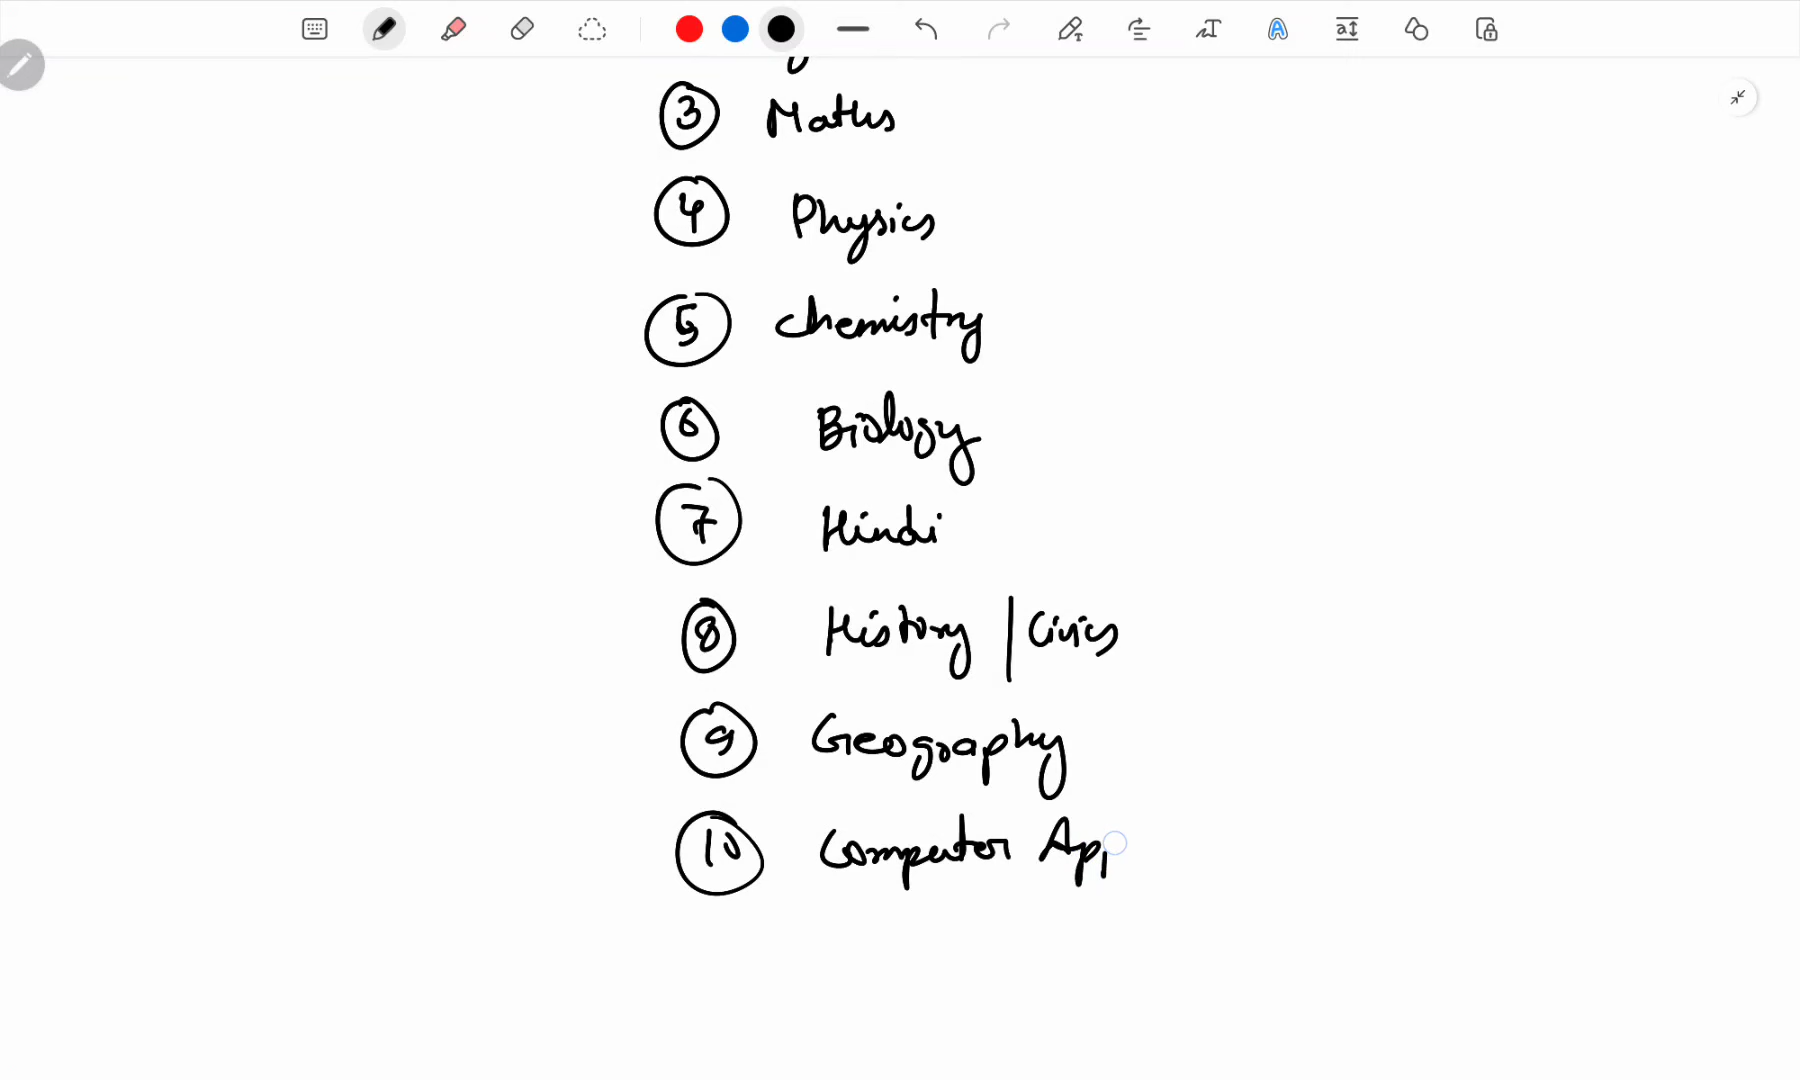 3 Maths
4 Physics
5 Chemistry
6 Biology
7 Hindi
8 History | Civics
9 Geography
10 Computer Ap